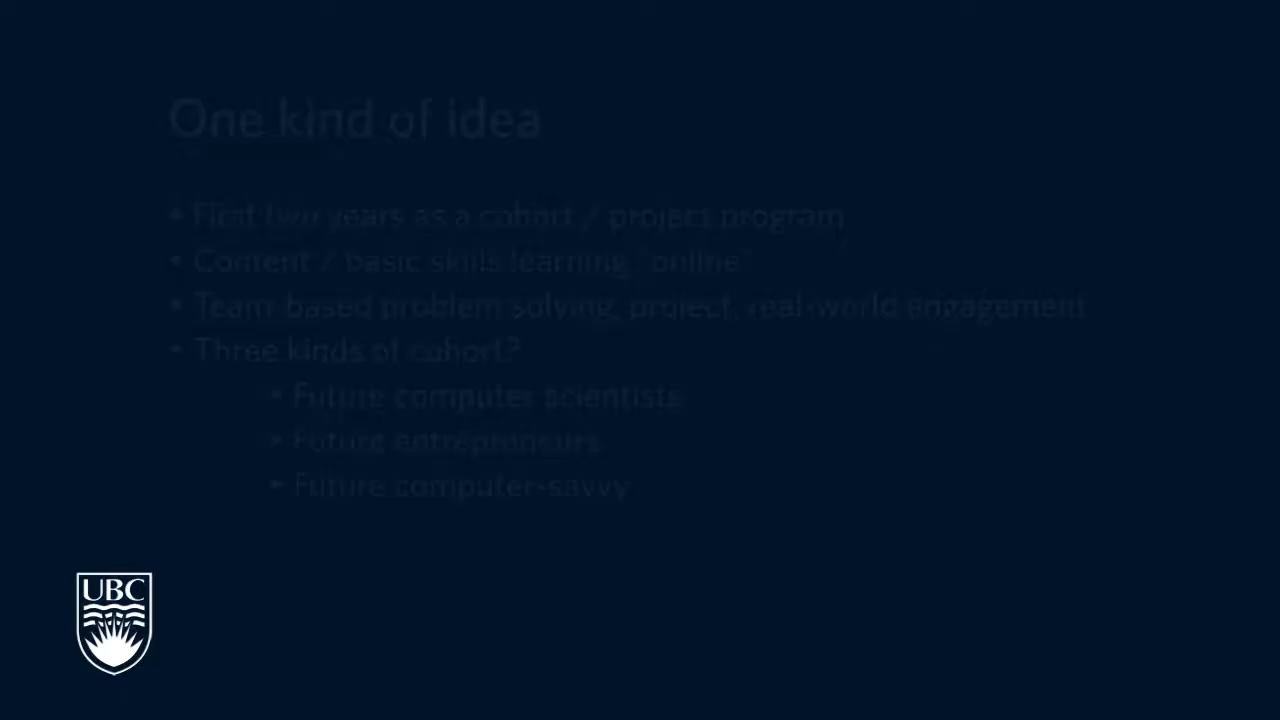 One kind of idea
• First two years as a cohort / project program
• Content / basic skills learning "online"
• Team-based problem solving, project, real-world engagement
• Three kinds of cohort?
• Future computer scientists
• Future entrepreneurs
• Future computer-savvy
UBC